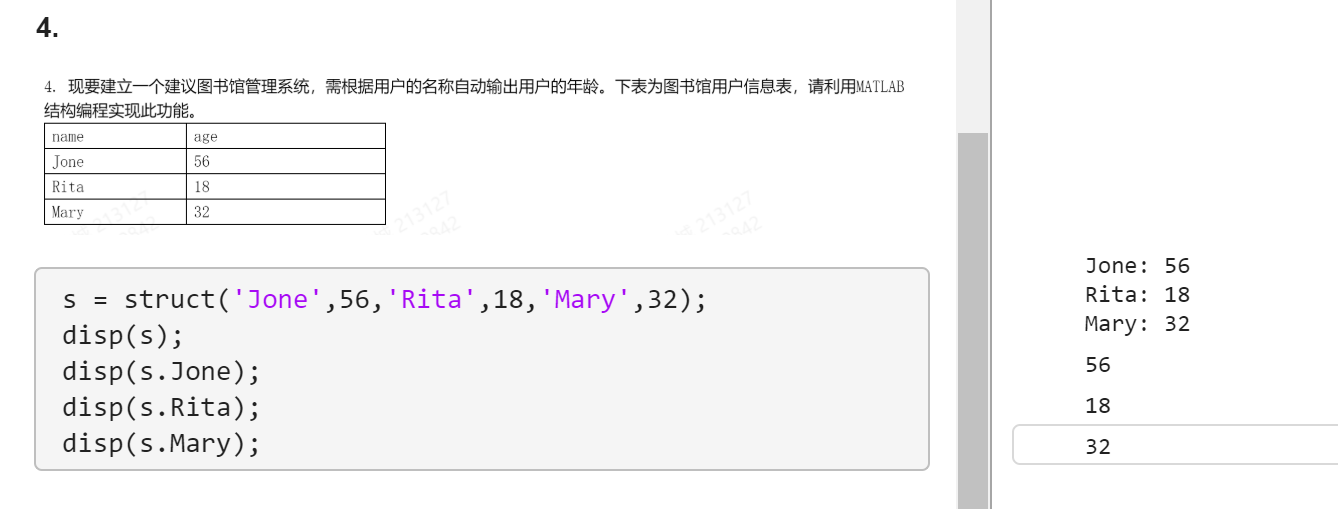 4.
4. 现要建立一个建议图书馆管理系统，需根据用户的名称自动输出用户的年龄。下表为图书馆用户信息表，请利用MATLAB
结构编程实现此功能。
name age
Jone 56
Rita 18
Mary 32
s = struct('Jone',56,'Rita',18,'Mary',32);
disp(s);
disp(s.Jone);
disp(s.Rita);
disp(s.Mary);
Jone: 56
Rita: 18
Mary: 32
56
18
32
213127
213127
213127